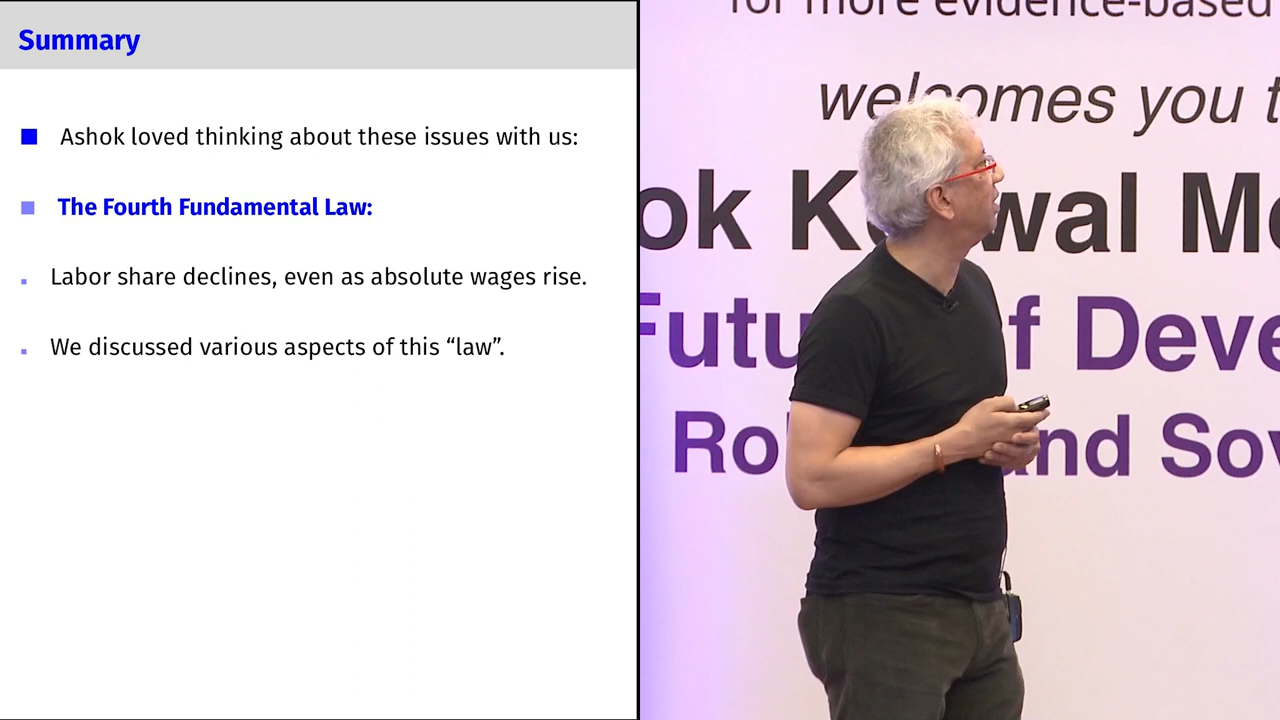 Summary
Ashok loved thinking about these issues with us:
The Fourth Fundamental Law:
Labor share declines, even as absolute wages rise.
We discussed various aspects of this “law”.
for more evidence-based
welcomes you t
ok K wal M
Futu f Deve
Ro nd Sov